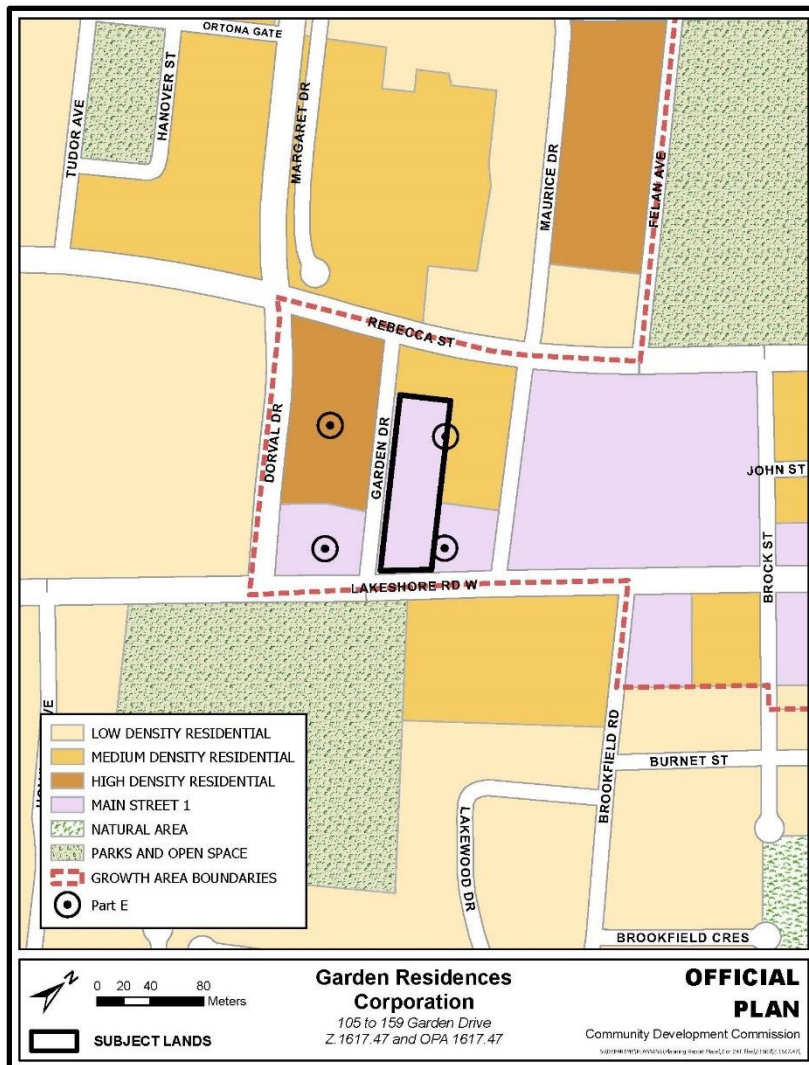 ORTONA GATE
HANOVER ST
TUDOR AVE
MARGARET DR
MAURICE DR
FELAN AVE
REBECCA ST
DORVAL DR
GARDEN DR
JOHN ST
BROCK ST
LAKESHORE RD W
LOW DENSITY RESIDENTIAL
MEDIUM DENSITY RESIDENTIAL
HIGH DENSITY RESIDENTIAL
MAIN STREET 1
NATURAL AREA
PARKS AND OPEN SPACE
GROWTH AREA BOUNDARIES
Part E
BROOKFIELD RD
BURNET ST
LAKEWOOD DR
BROOKFIELD CRES
N
0 20 40 80
Meters
SUBJECT LANDS
Garden Residences
Corporation
105 to 159 Garden Drive
Z.1617.47 and OPA 1617.47
OFFICIAL
PLAN
Community Development Commission